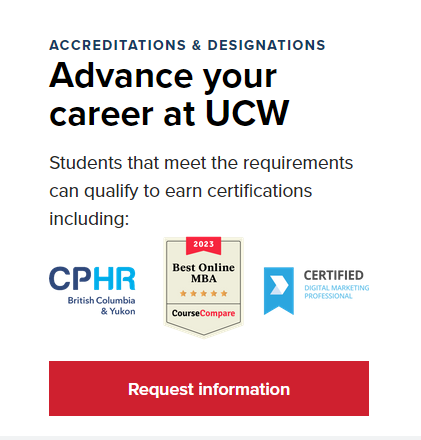 ACCREDITATIONS & DESIGNATIONS
Advance your
career at UCW
Students that meet the requirements
can qualify to earn certifications
including:
CPHR
British Columbia
& Yukon
2023
Best Online
MBA
CourseCompare
CERTIFIED
DIGITAL MARKETING
PROFESSIONAL
Request information